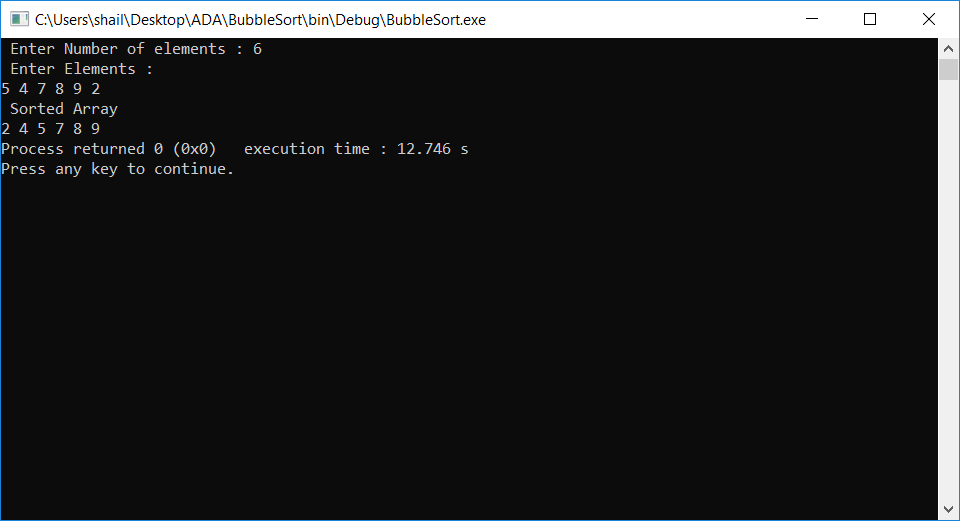 C:\Users\shail\Desktop\ADA\BubbleSort\bin\Debug\BubbleSort.exe
Enter Number of elements : 6
Enter Elements :
5 4 7 8 9 2
Sorted Array
2 4 5 7 8 9
Process returned 0 (0x0)   execution time : 12.746 s
Press any key to continue.